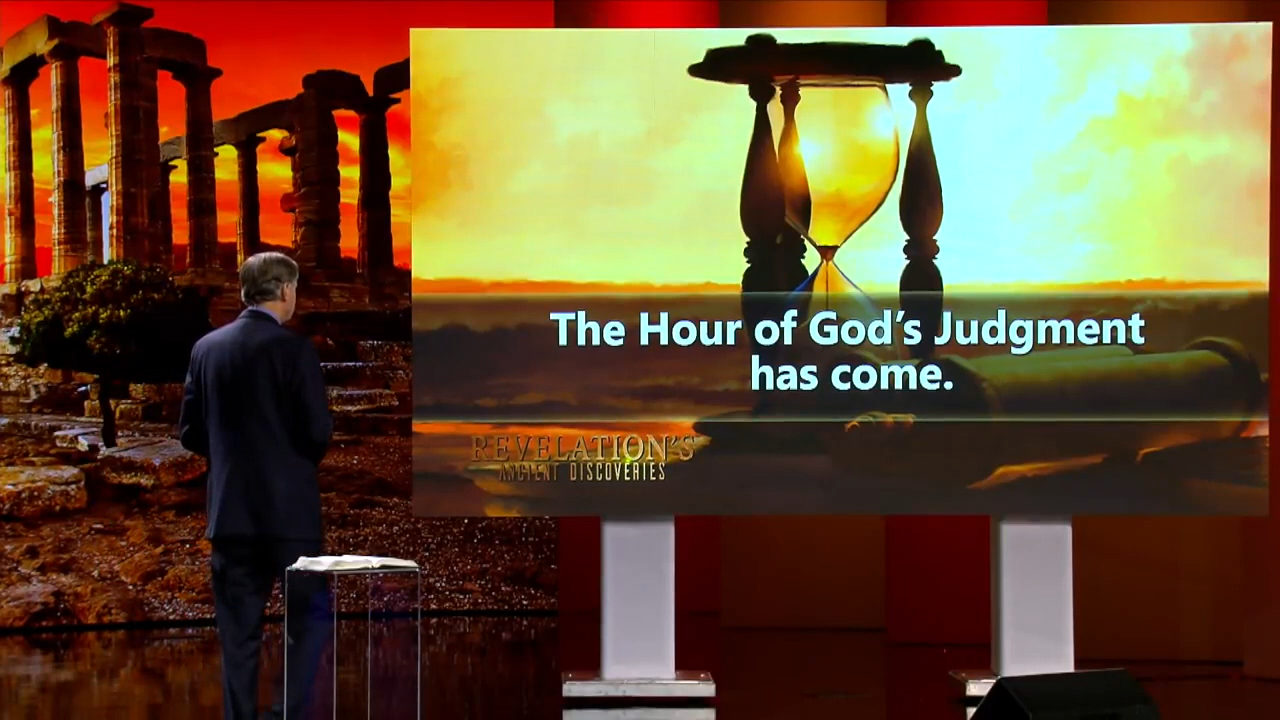 The Hour of God's Judgment
has come.
REVELATION'S
ANCIENT DISCOVERIES